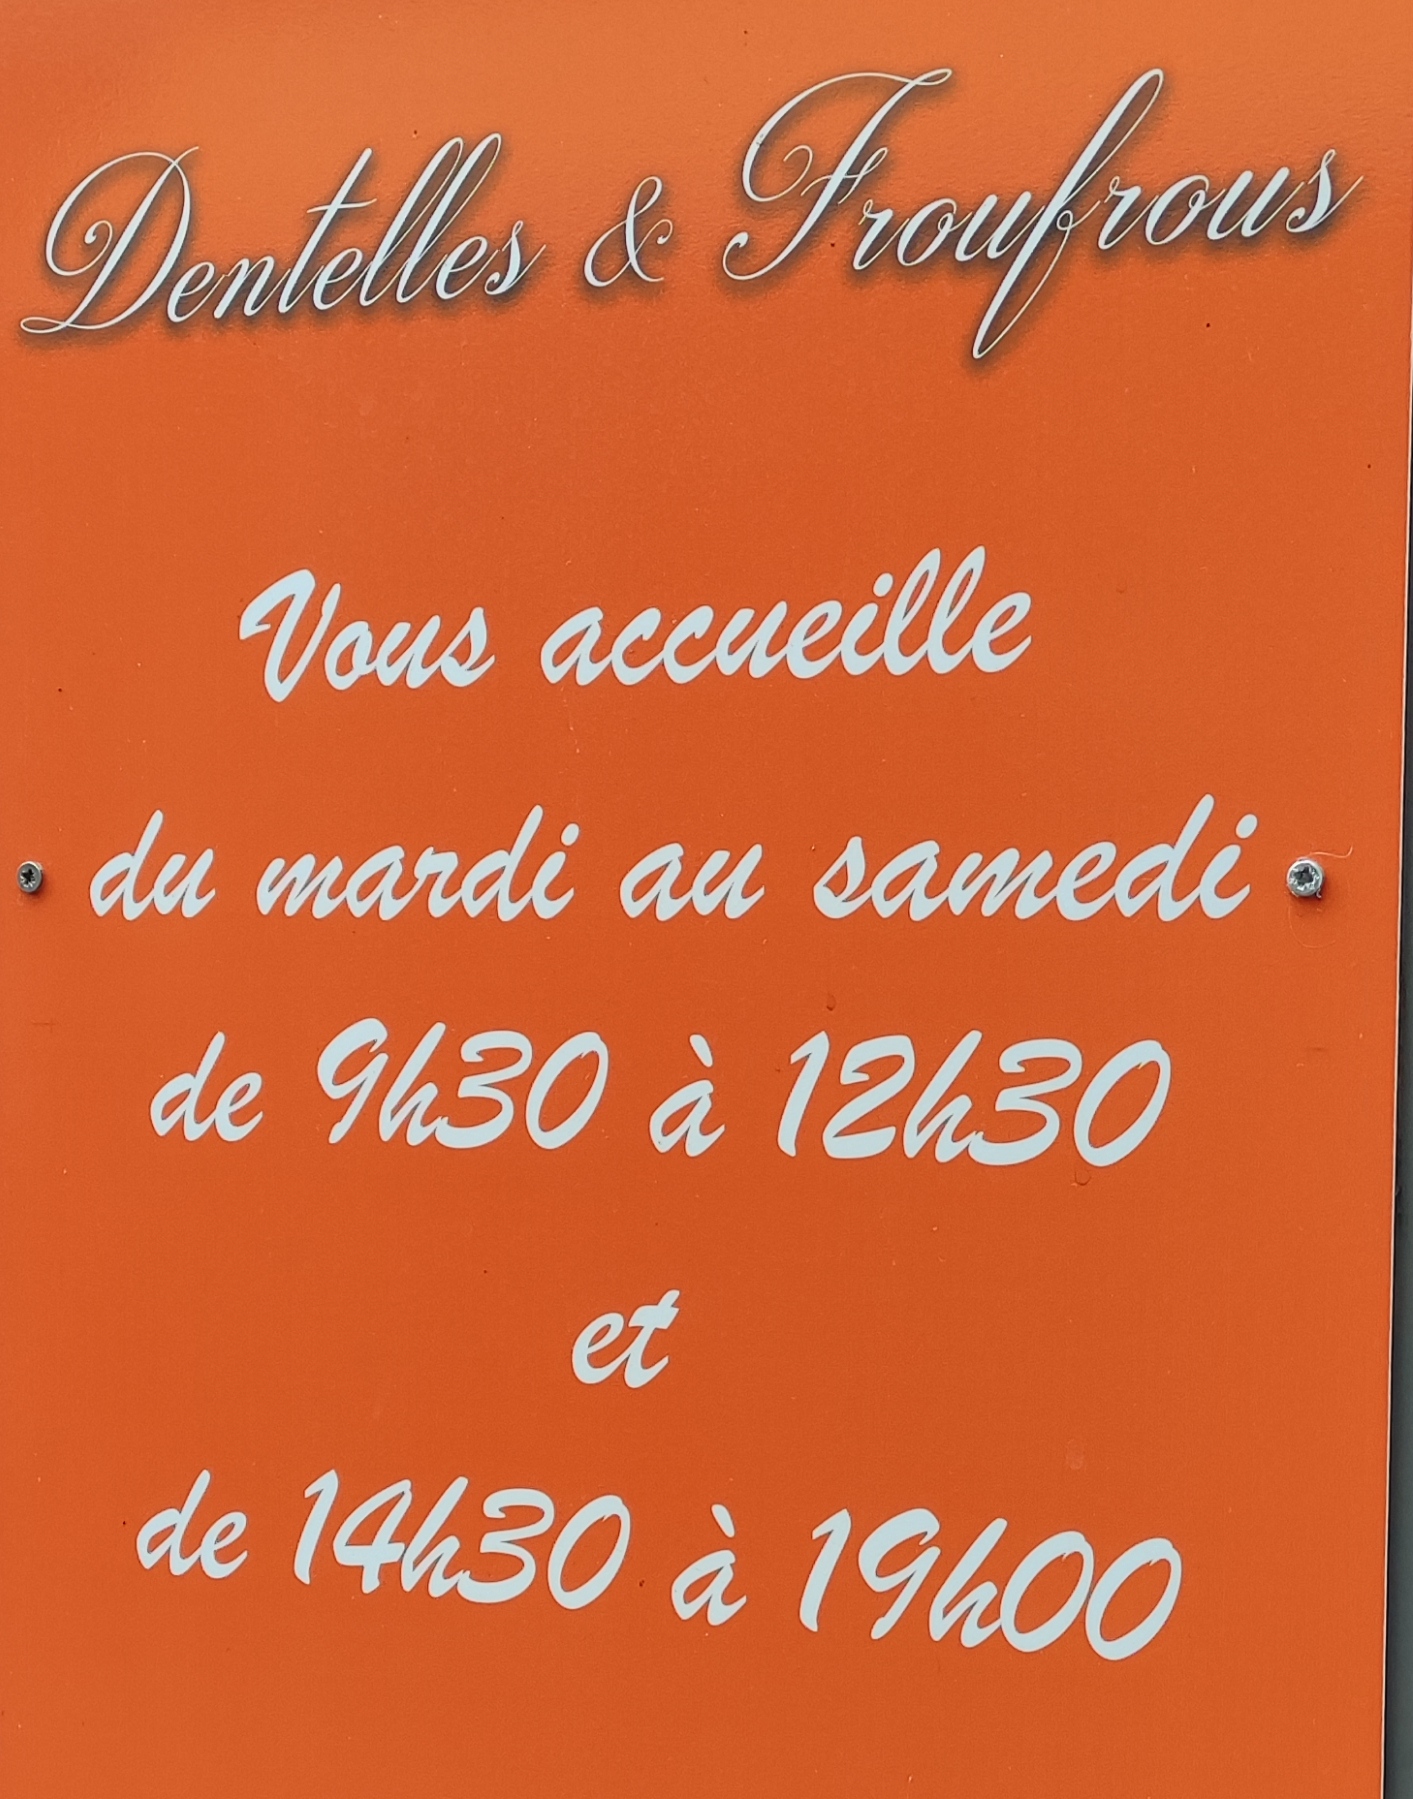 Dentelles & Froufrous
Vous accueille
du mardi au samedi
de 9h30 à 12h30
et
de 14h30 à 19h00